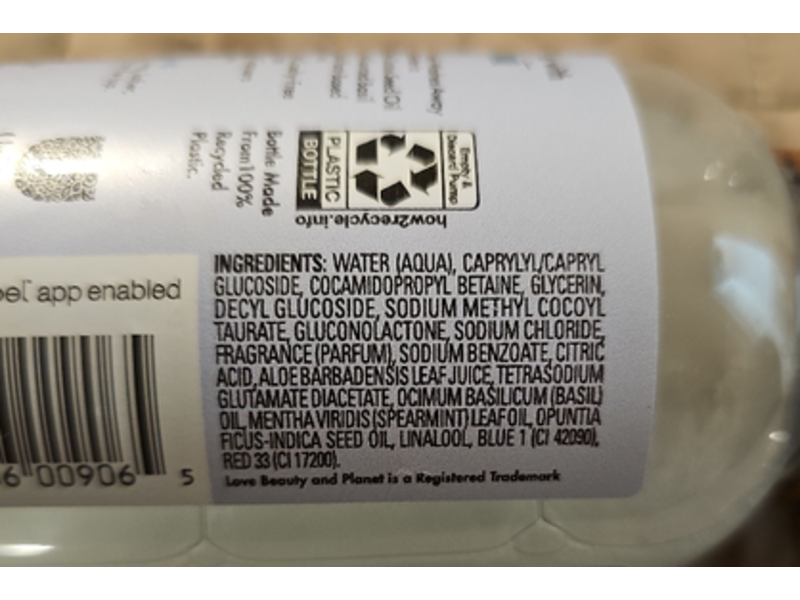 Bottle Made
From 100%
Recycled
Plastic.
Empty &
Discard Pump
PLASTIC
BOTTLE
how2recycle.info
app enabled
INGREDIENTS: WATER (AQUA), CAPRYLYL/CAPRYL
GLUCOSIDE, COCAMIDOPROPYL BETAINE, GLYCERIN,
DECYL GLUCOSIDE, SODIUM METHYL COCOYL
TAURATE, GLUCONOLACTONE, SODIUM CHLORIDE,
FRAGRANCE (PARFUM), SODIUM BENZOATE, CITRIC
ACID, ALOE BARBADENSIS LEAF JUICE, TETRASODIUM
GLUTAMATE DIACETATE, OCIMUM BASILICUM (BASIL)
OIL, MENTHA VIRIDIS (SPEARMINT) LEAF OIL, OPUNTIA
FICUS-INDICA SEED OIL, LINALOOL, BLUE 1 (CI 42090),
RED 33 (CI 17200).
Love Beauty and Planet is a Registered Trademark
6 00906 5